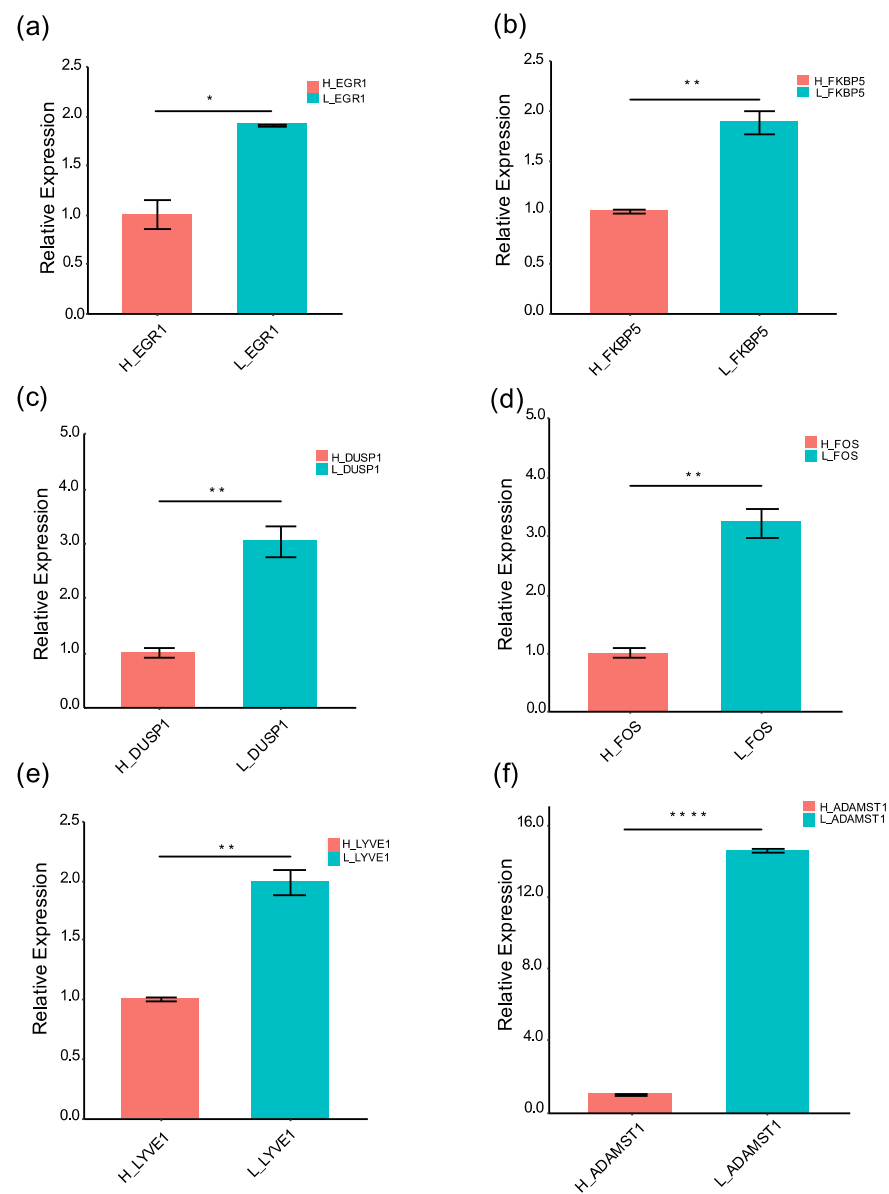 (a)
2.5
2.0
1.5
1.0
0.5
0.0
Relative Expression
H_EGR1
L_EGR1
*
H_EGR1
L_EGR1
(b)
2.5
2.0
1.5
1.0
0.5
0.0
Relative Expression
H_FKBP5
L_FKBP5
**
H_FKBP5
L_FKBP5
(c)
5.0
4.0
3.0
2.0
1.0
0.0
Relative Expression
H_DUSP1
L_DUSP1
**
H_DUSP1
L_DUSP1
(d)
5.0
4.0
3.0
2.0
1.0
0.0
Relative Expression
H_FOS
L_FOS
**
H_FOS
L_FOS
(e)
2.5
2.0
1.5
1.0
0.5
0.0
Relative Expression
H_LYVE1
L_LYVE1
**
H_LYVE1
L_LYVE1
(f)
16.0
12.0
8.0
4.0
0.0
Relative Expression
H_ADAMST1
L_ADAMST1
****
H_ADAMST1
L_ADAMST1